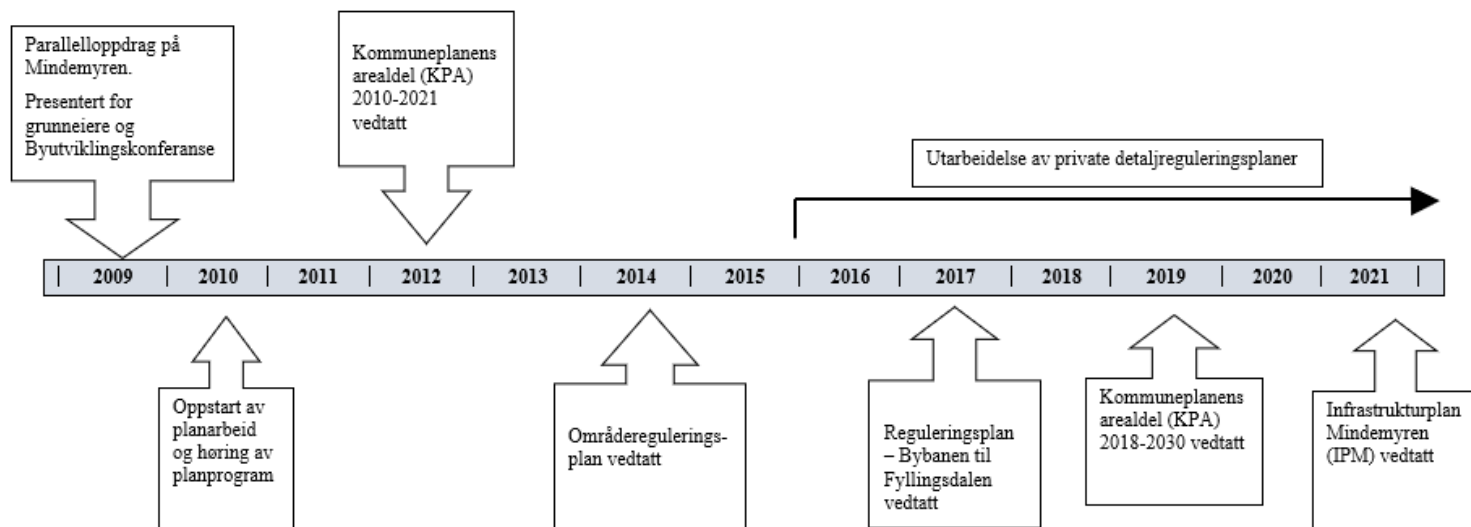 Parallelloppdrag på
Mindemyren.
Presentert for
grunneiere og
Byutviklingskonferanse
Kommuneplanens
arealdel (KPA)
2010-2021
vedtatt
Utarbeidelse av private detaljreguleringsplaner
2009 2010 2011 2012 2013 2014 2015 2016 2017 2018 2019 2020 2021
Oppstart av
planarbeid
og høring av
planprogram
Områderegulerings-
plan vedtatt
Reguleringsplan
– Bybanen til
Fyllingsdalen
vedtatt
Kommuneplanens
arealdel (KPA)
2018-2030 vedtatt
Infrastrukturplan
Mindemyren
(IPM) vedtatt